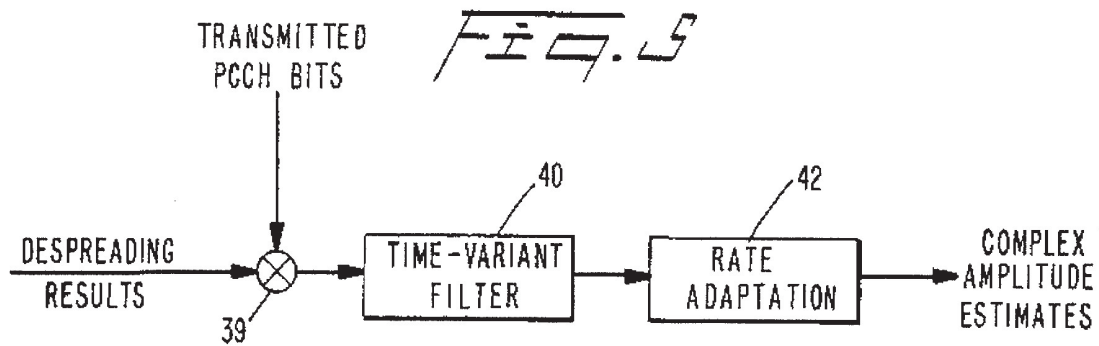 TRANSMITTED
PCCH BITS
Fig. 5
40
42
DESPREADING
RESULTS
39
TIME-VARIANT
FILTER
RATE
ADAPTATION
COMPLEX
AMPLITUDE
ESTIMATES